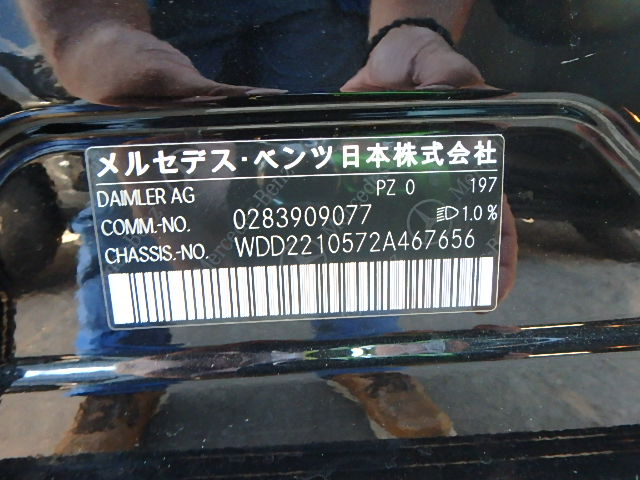 メルセデス・ベンツ日本株式会社
DAIMLER AG PZ 0 197
COMM.-NO. 0283909077 1.0%
CHASSIS.-NO. WDD2210572A467656